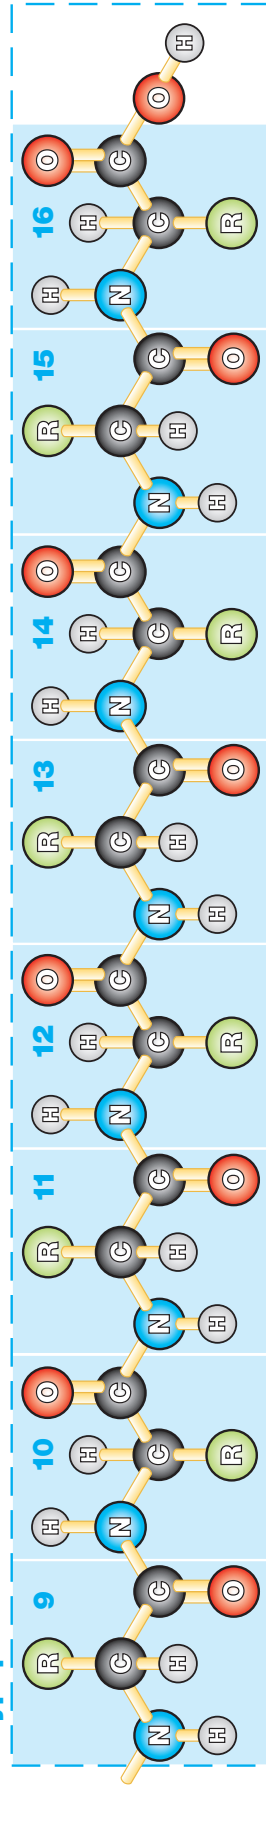 R 9 H 10 O R 11 H 12 O R 13 H 14 O R 15 H 16 O
H H H H
C N C C N C C N C C N C
N C C N C C N C C N C C O
H H H H H
H O R H O R H O R H O R